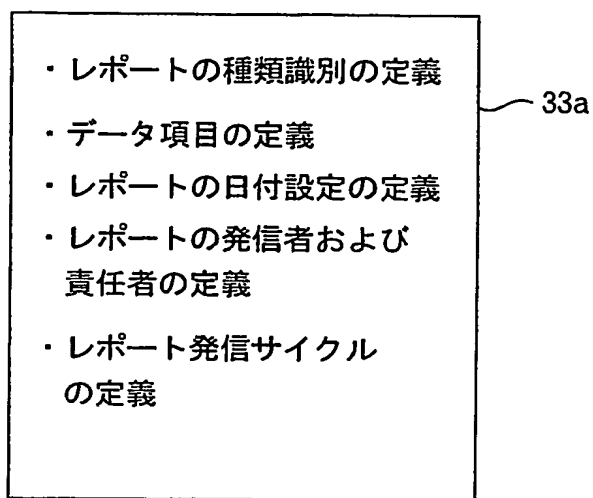 ・レポートの種類識別の定義
33a
・データ項目の定義
・レポートの日付設定の定義
・レポートの発信者および
責任者の定義
・レポート発信サイクル
の定義